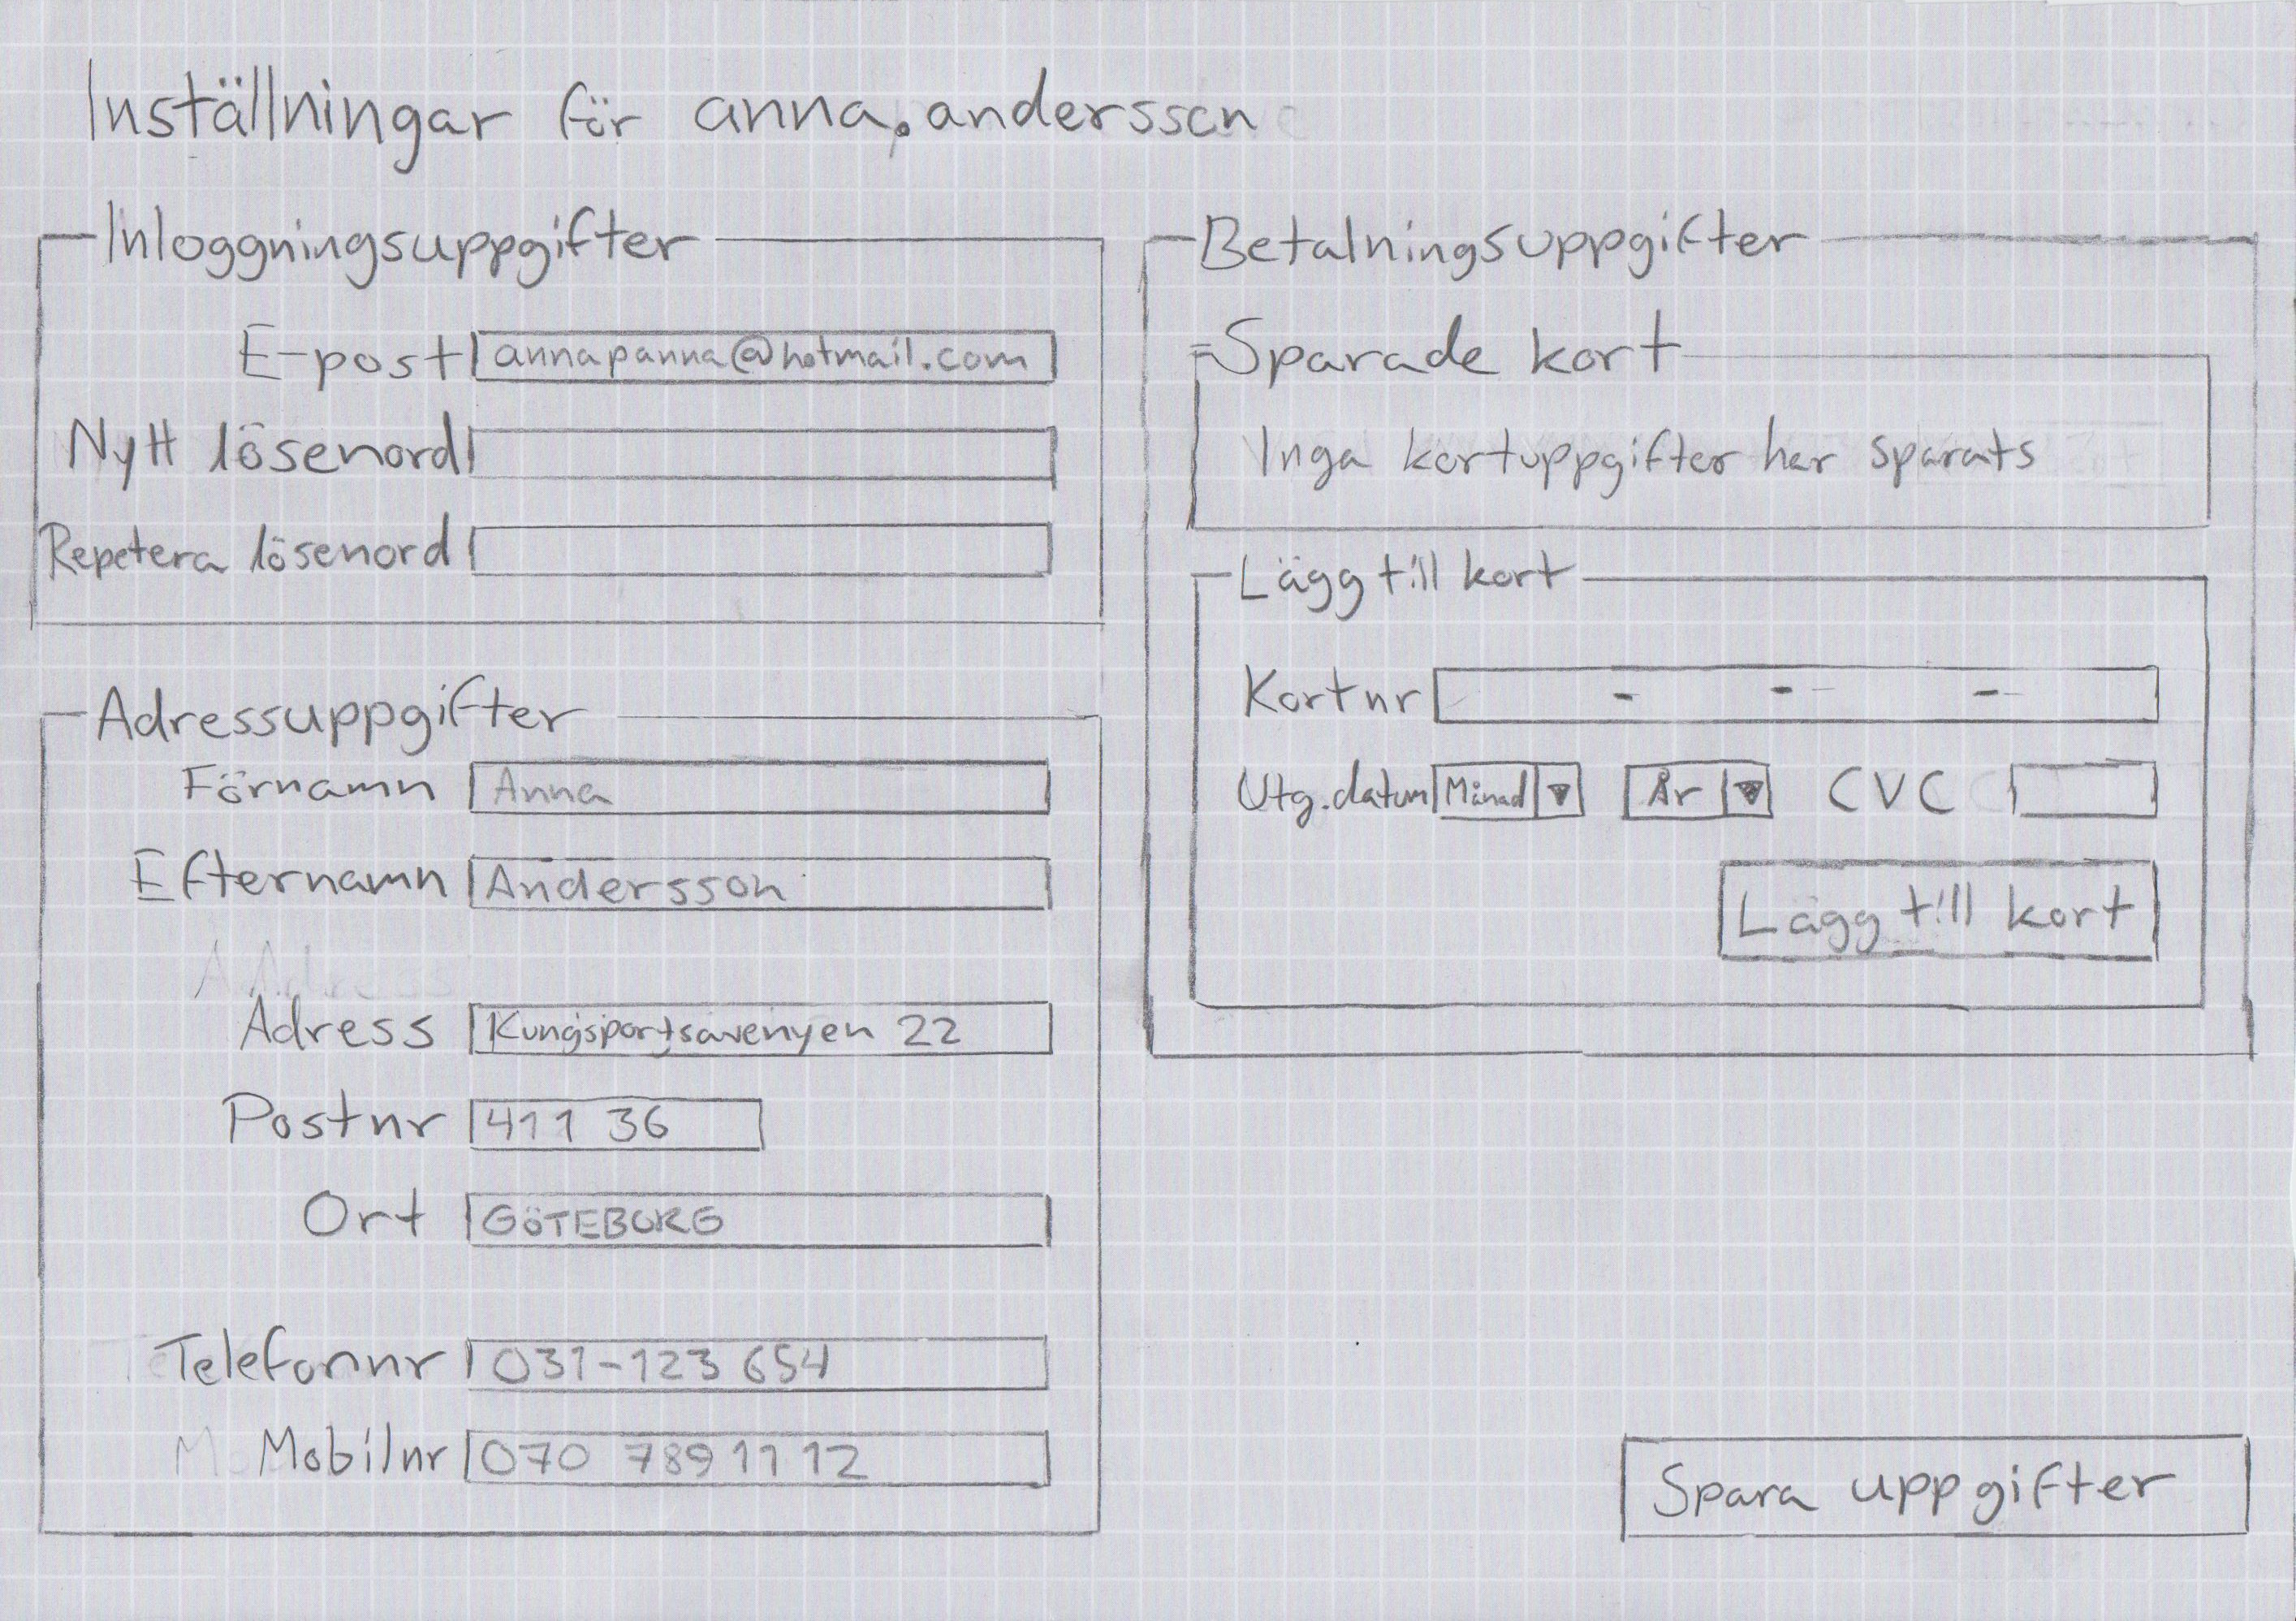 Inställningar för anna.andersson
Inloggningsuppgifter
E-post annapanna@hotmail.com
Nytt lösenord
Repetera lösenord
Adressuppgifter
Förnamn Anna
Efternamn Andersson
Adress Kungsportsavenyen 22
Postnr 411 36
Ort GÖTEBORG
Telefonnr 031-123 654
Mobilnr 070 789 11 12
Betalningsuppgifter
Sparade kort
Inga kortuppgifter har sparats
Lägg till kort
Kortnr - - -
Utg.datum Månad År CVC
Lägg till kort
Spara uppgifter